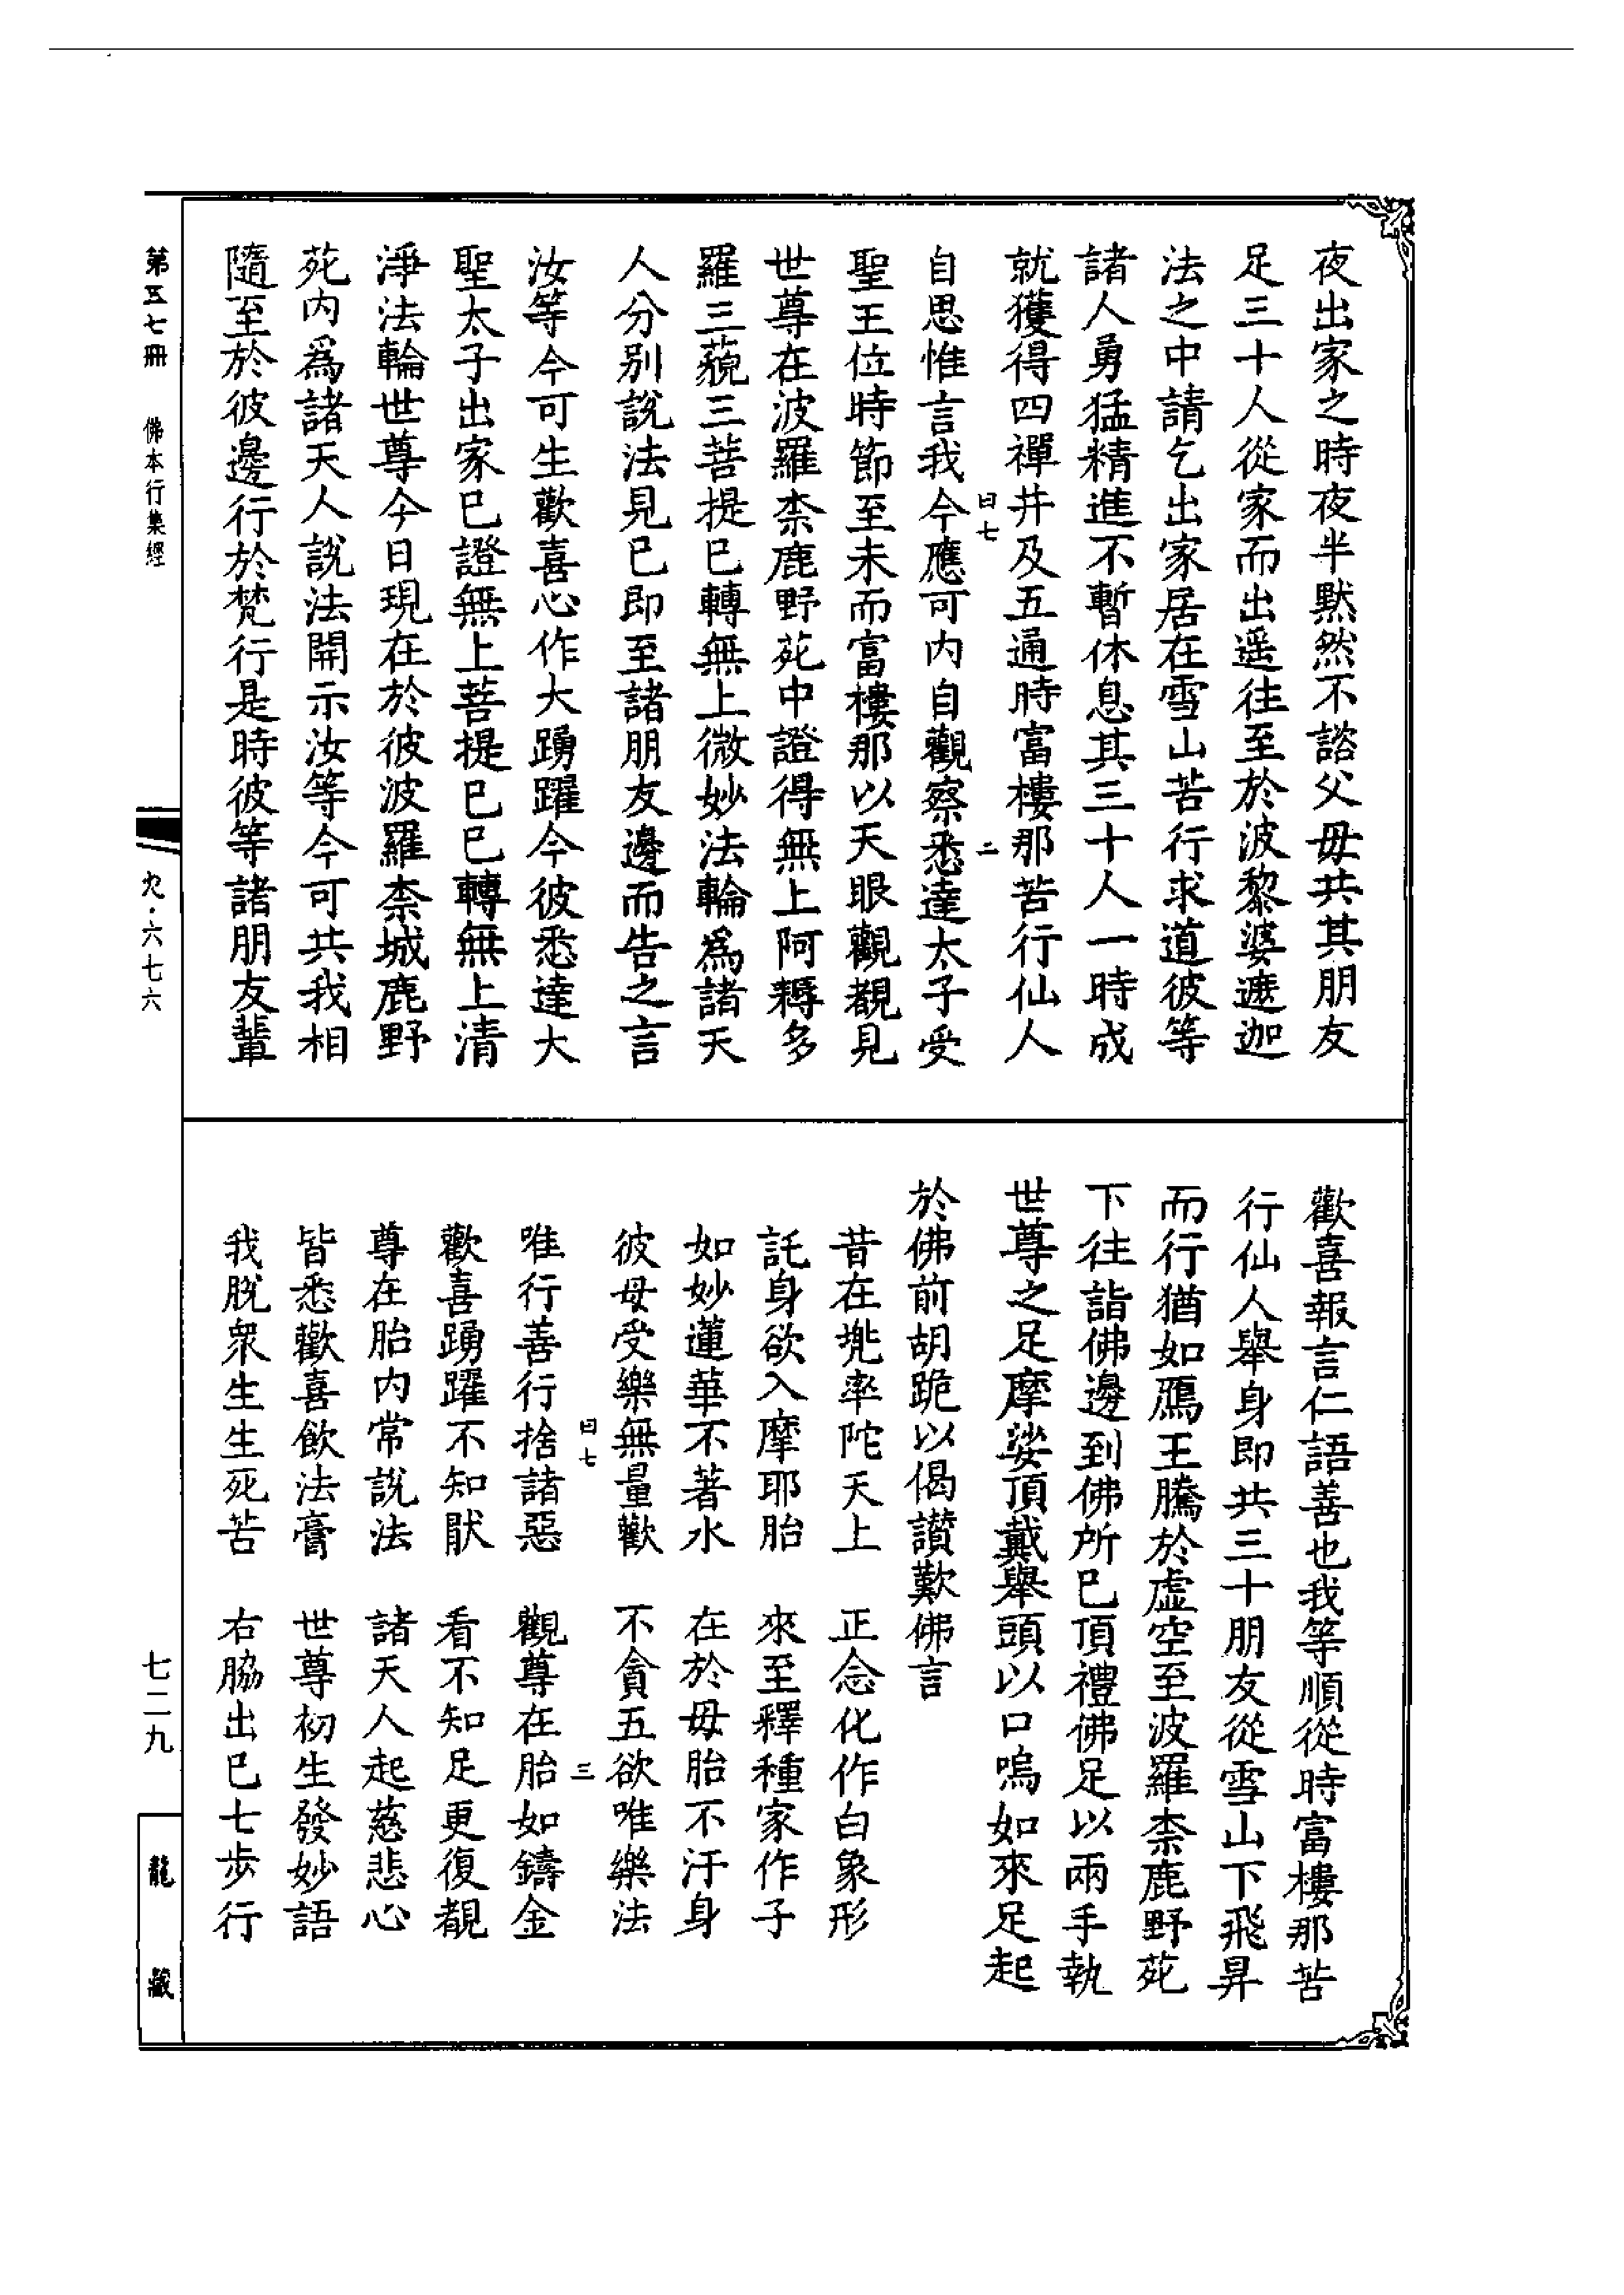 夜出家之時夜半默然不諮父毋共其朋友
足三十人從家而出遥往至於波黎婆遮迦
法之中請乞出家居在雪山苦行求道彼等
諸人勇猛精進不暫休息其三十人一時成
就獲得四禪并及五通時富樓那苦行仙人
曰七 二
自思惟言我今應可内自觀察悉達太子受
聖王位時節至未而富樓那以天眼觀覩見
世尊在波羅柰鹿野苑中證得無上阿耨多
羅三藐三菩提已轉無上微妙法輪為諸天
人分别說法見已即至諸朋友邊而告之言
汝等今可生歡喜心作大踴躍今彼悉達大
聖太子出家已證無上菩提已已轉無上清
淨法輪世尊今日現在於彼波羅柰城鹿野
苑内為諸天人說法開示汝等今可共我相
隨至於彼邊行於梵行是時彼等諸朋友輩
歡喜報言仁語善也我等順從時富樓那苦
行仙人舉身即共三十朋友從雪山下飛昇
而行猶如鴈王騰於虛空至波羅柰鹿野苑
下往詣佛邊到佛所已頂禮佛足以兩手執
世尊之足摩娑頂戴舉頭以口嗚如來足起
於佛前胡跪以偈讃歎佛言
昔在兠率陀天上 正念化作白象形
託身欲入摩耶胎 來至釋種家作子
如妙蓮華不著水 在於毋胎不汙身
彼母受樂無量歡 不貪五欲唯樂法
曰七 三
唯行善行捨諸惡 觀尊在胎如鑄金
歡喜踴躍不知猒 看不知足更復覩
尊在胎内常說法 諸天人起慈悲心
皆悉歡喜飲法膏 世尊初生發妙語
我脫衆生生死苦 右脇出已七步行
第五七冊 佛本行集經
九·六七六
七二九
龍藏